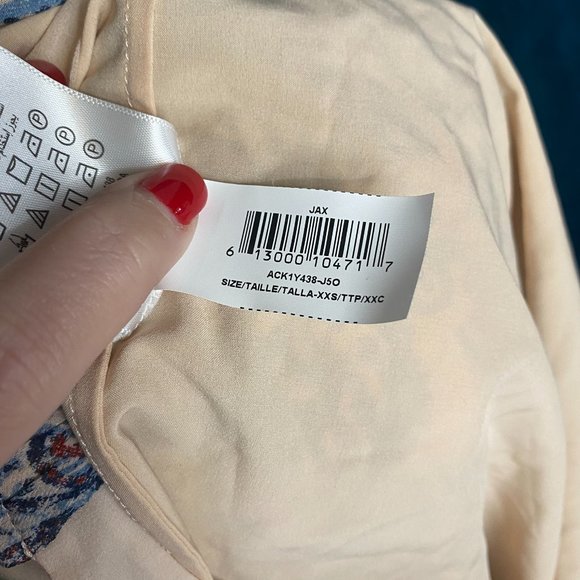 JAX
6 13000 10471 7
ACK1Y438-J5O
SIZE/TAILLE/TALLA-XXS/TTP/XXC